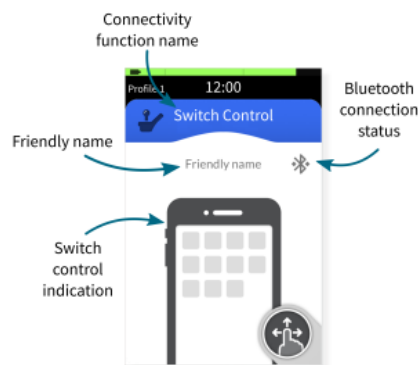 Connectivity
function name
Profile 1
12:00
Bluetooth
connection
status
Switch Control
Friendly name
Friendly name
Switch
control
indication